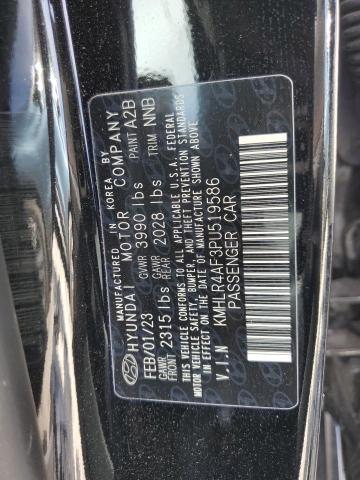 MANUFACTURED IN KOREA BY
HYUNDAI MOTOR COMPANY
FEB/01/23 GVWR 3990 lbs PAINT A2B
GAWR FRONT 2315 lbs GAWR REAR 2028 lbs TRIM NNB
THIS VEHICLE CONFORMS TO ALL APPLICABLE U.S.A. FEDERAL
MOTOR VEHICLE SAFETY, BUMPER, AND THEFT PREVENTION STANDARDS
IN EFFECT ON THE DATE OF MANUFACTURE SHOWN ABOVE
V.I.N KMHLR4AF3PU519586
PASSENGER CAR